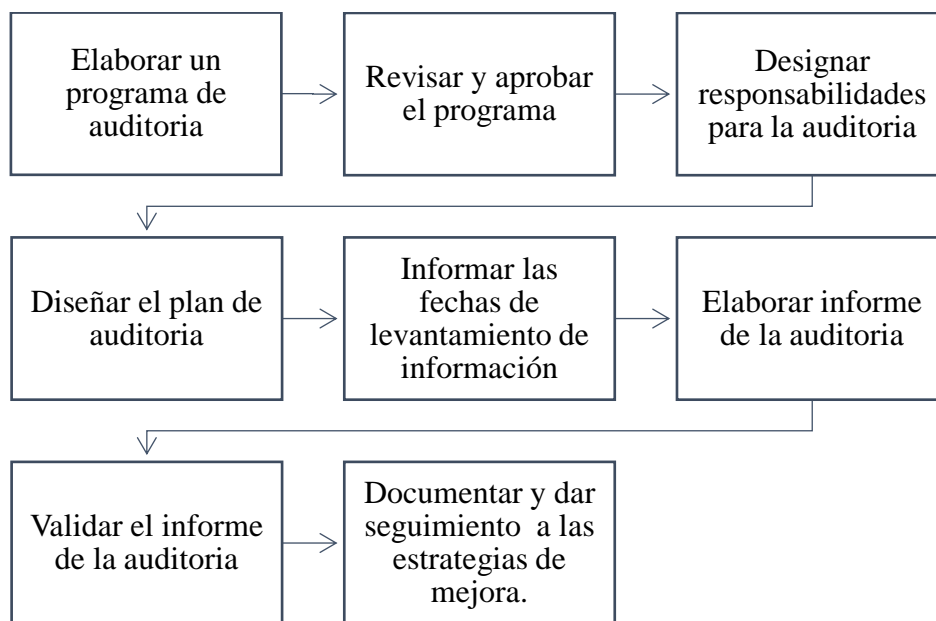 Elaborar un
programa de
auditoria
Revisar y aprobar
el programa
Designar
responsabilidades
para la auditoria
Diseñar el plan de
auditoria
Informar las
fechas de
levantamiento de
información
Elaborar informe
de la auditoria
Validar el informe
de la auditoria
Documentar y dar
seguimiento a las
estrategias de
mejora.